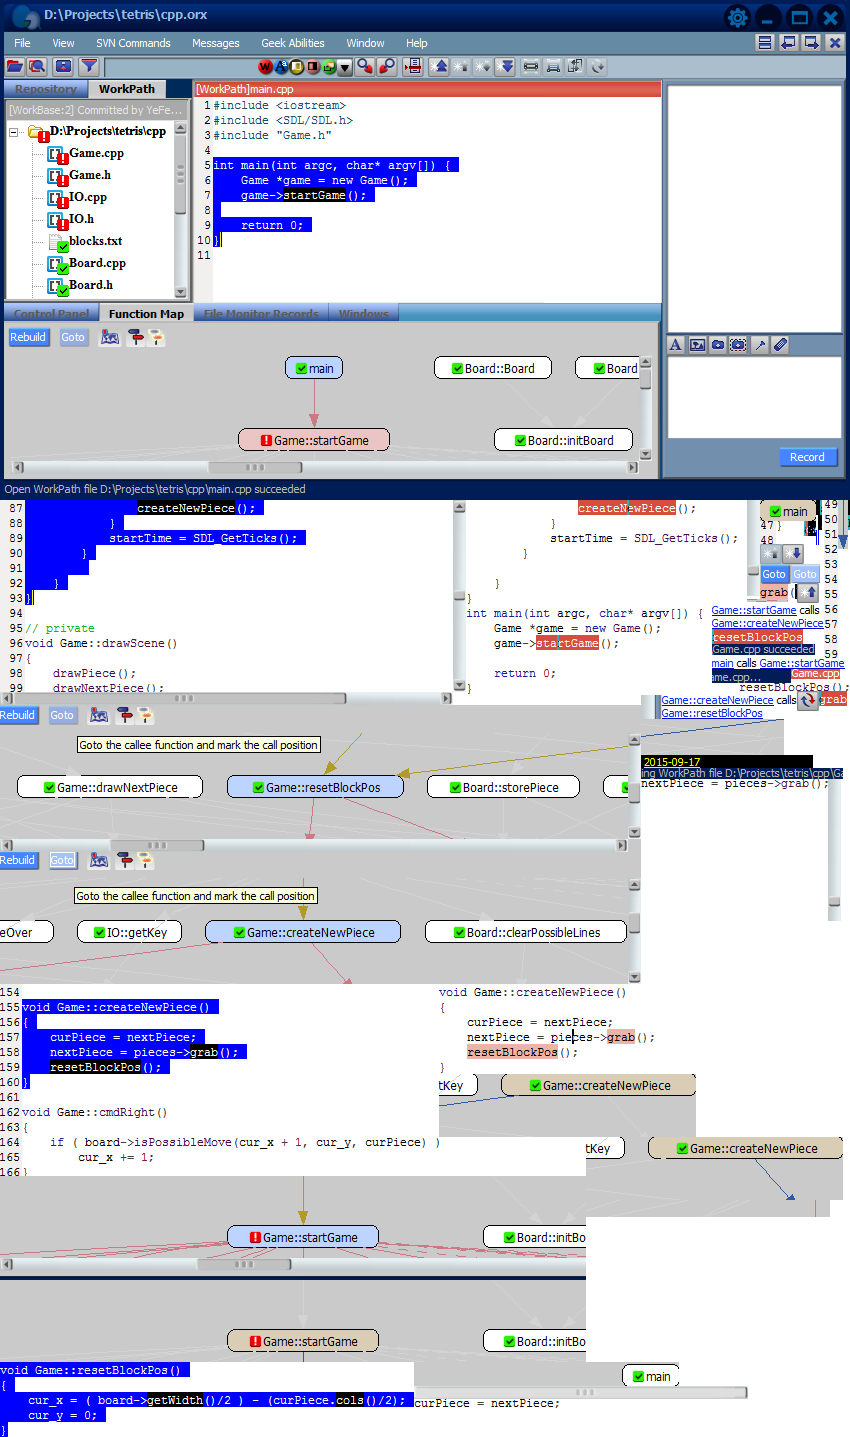 D:\Projects\tetris\cpp.orx
File View SVN Commands Messages Geek Abilities Window Help
Repository WorkPath
[WorkPath]main.cpp
[WorkBase:2] Committed by YeFe...
D:\Projects\tetris\cpp
Game.cpp
Game.h
IO.cpp
IO.h
blocks.txt
Board.cpp
Board.h
1 #include <iostream>
2 #include <SDL/SDL.h>
3 #include "Game.h"
4
5 int main(int argc, char* argv[]) {
6 Game *game = new Game();
7 game->startGame();
8
9 return 0;
10 }
11
Control Panel Function Map File Monitor Records Windows
Rebuild Goto
main Board::Board Board
Game::startGame Board::initBoard
Record
Open WorkPath file D:\Projects\tetris\cpp\main.cpp succeeded
87 createNewPiece();
88 }
89 startTime = SDL_GetTicks();
90 }
91
92 }
93 }
94
95 // private
96 void Game::drawScene()
97 {
98 drawPiece();
99 drawNextPiece();
createNewPiece();
}
startTime = SDL_GetTicks();
}
}
}
int main(int argc, char* argv[]) {
Game *game = new Game();
game->startGame();
return 0;
}
main
47 }
48
49
50
51
52
53
54
55
56
57
58
59
Goto Goto
grab(
Game::startGame calls
Game::createNewPiece
resetBlockPos
Game.cpp succeeded
main calls Game::startGame
ame.cpp... Game.cpp
resetBlockPos();
Game::createNewPiece calls grab
Game::resetBlockPos
Rebuild Goto
Goto the callee function and mark the call position
Game::drawNextPiece Game::resetBlockPos Board::storePiece
2015-09-17
ing WorkPath file D:\Projects\tetris\cpp\Ga
nextPiece = pieces->grab();
Rebuild Goto
Goto the callee function and mark the call position
eOver IO::getKey Game::createNewPiece Board::clearPossibleLines
154
155 void Game::createNewPiece()
156 {
157 curPiece = nextPiece;
158 nextPiece = pieces->grab();
159 resetBlockPos();
160 }
161
162 void Game::cmdRight()
163 {
164 if ( board->isPossibleMove(cur_x + 1, cur_y, curPiece) )
165 cur_x += 1;
166 }
void Game::createNewPiece()
{
curPiece = nextPiece;
nextPiece = pieces->grab();
resetBlockPos();
}
tKey Game::createNewPiece
tKey Game::createNewPiece
Game::startGame Board::initBo
Game::startGame Board::initBo
void Game::resetBlockPos()
{
cur_x = ( board->getWidth()/2 ) - (curPiece.cols()/2);
cur_y = 0;
}
main
curPiece = nextPiece;